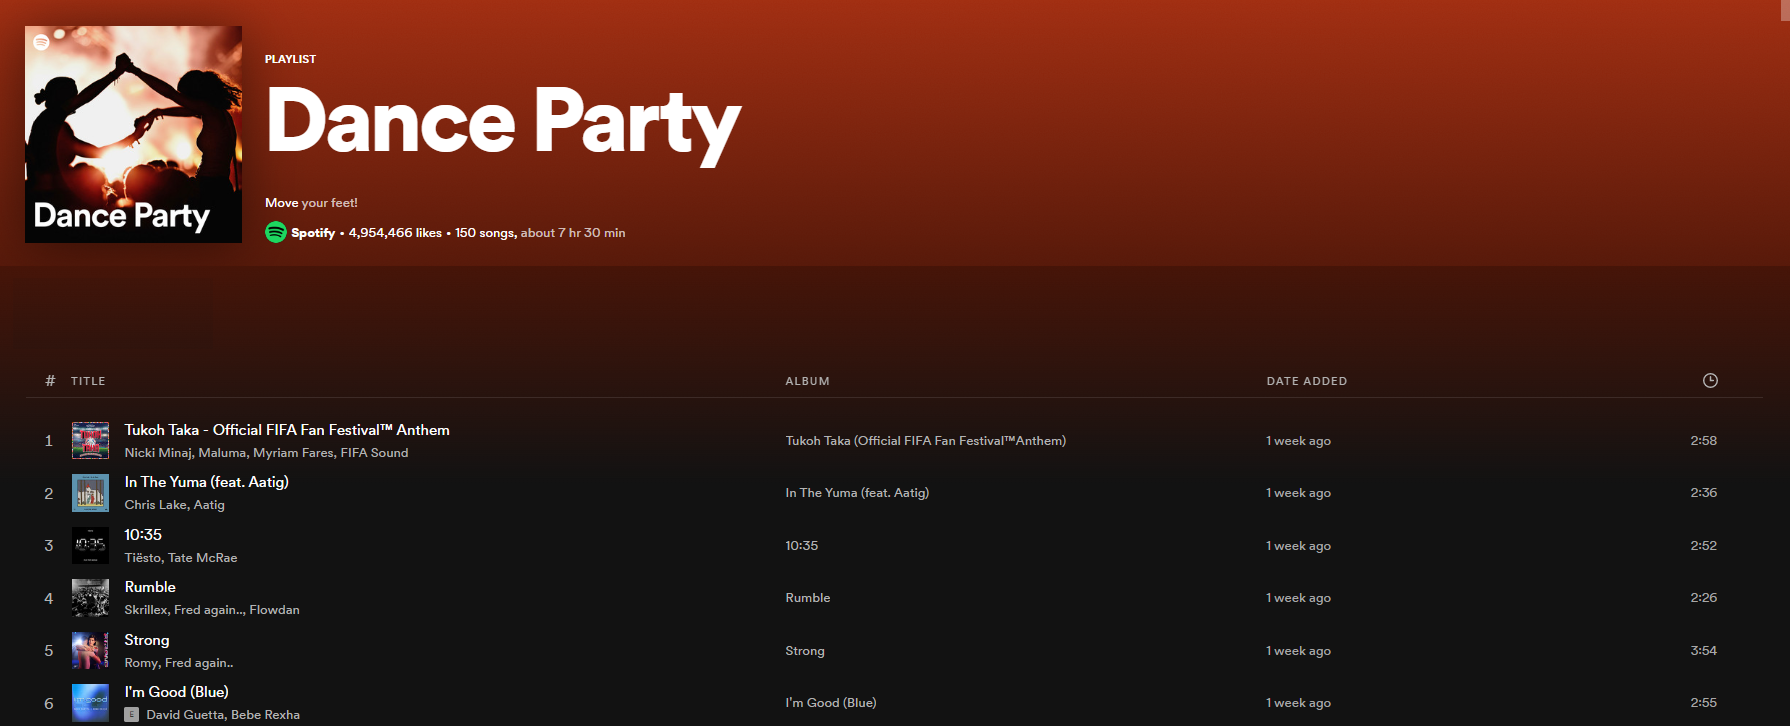 Dance Party
PLAYLIST
Dance Party
Move your feet!
Spotify • 4,954,466 likes • 150 songs, about 7 hr 30 min
# TITLE ALBUM DATE ADDED
1 Tukoh Taka - Official FIFA Fan Festival™ Anthem
Nicki Minaj, Maluma, Myriam Fares, FIFA Sound
Tukoh Taka (Official FIFA Fan Festival™Anthem) 1 week ago 2:58
2 In The Yuma (feat. Aatig)
Chris Lake, Aatig
In The Yuma (feat. Aatig) 1 week ago 2:36
3 10:35
Tiësto, Tate McRae
10:35 1 week ago 2:52
4 Rumble
Skrillex, Fred again.., Flowdan
Rumble 1 week ago 2:26
5 Strong
Romy, Fred again..
Strong 1 week ago 3:54
6 I'm Good (Blue)
E David Guetta, Bebe Rexha
I'm Good (Blue) 1 week ago 2:55